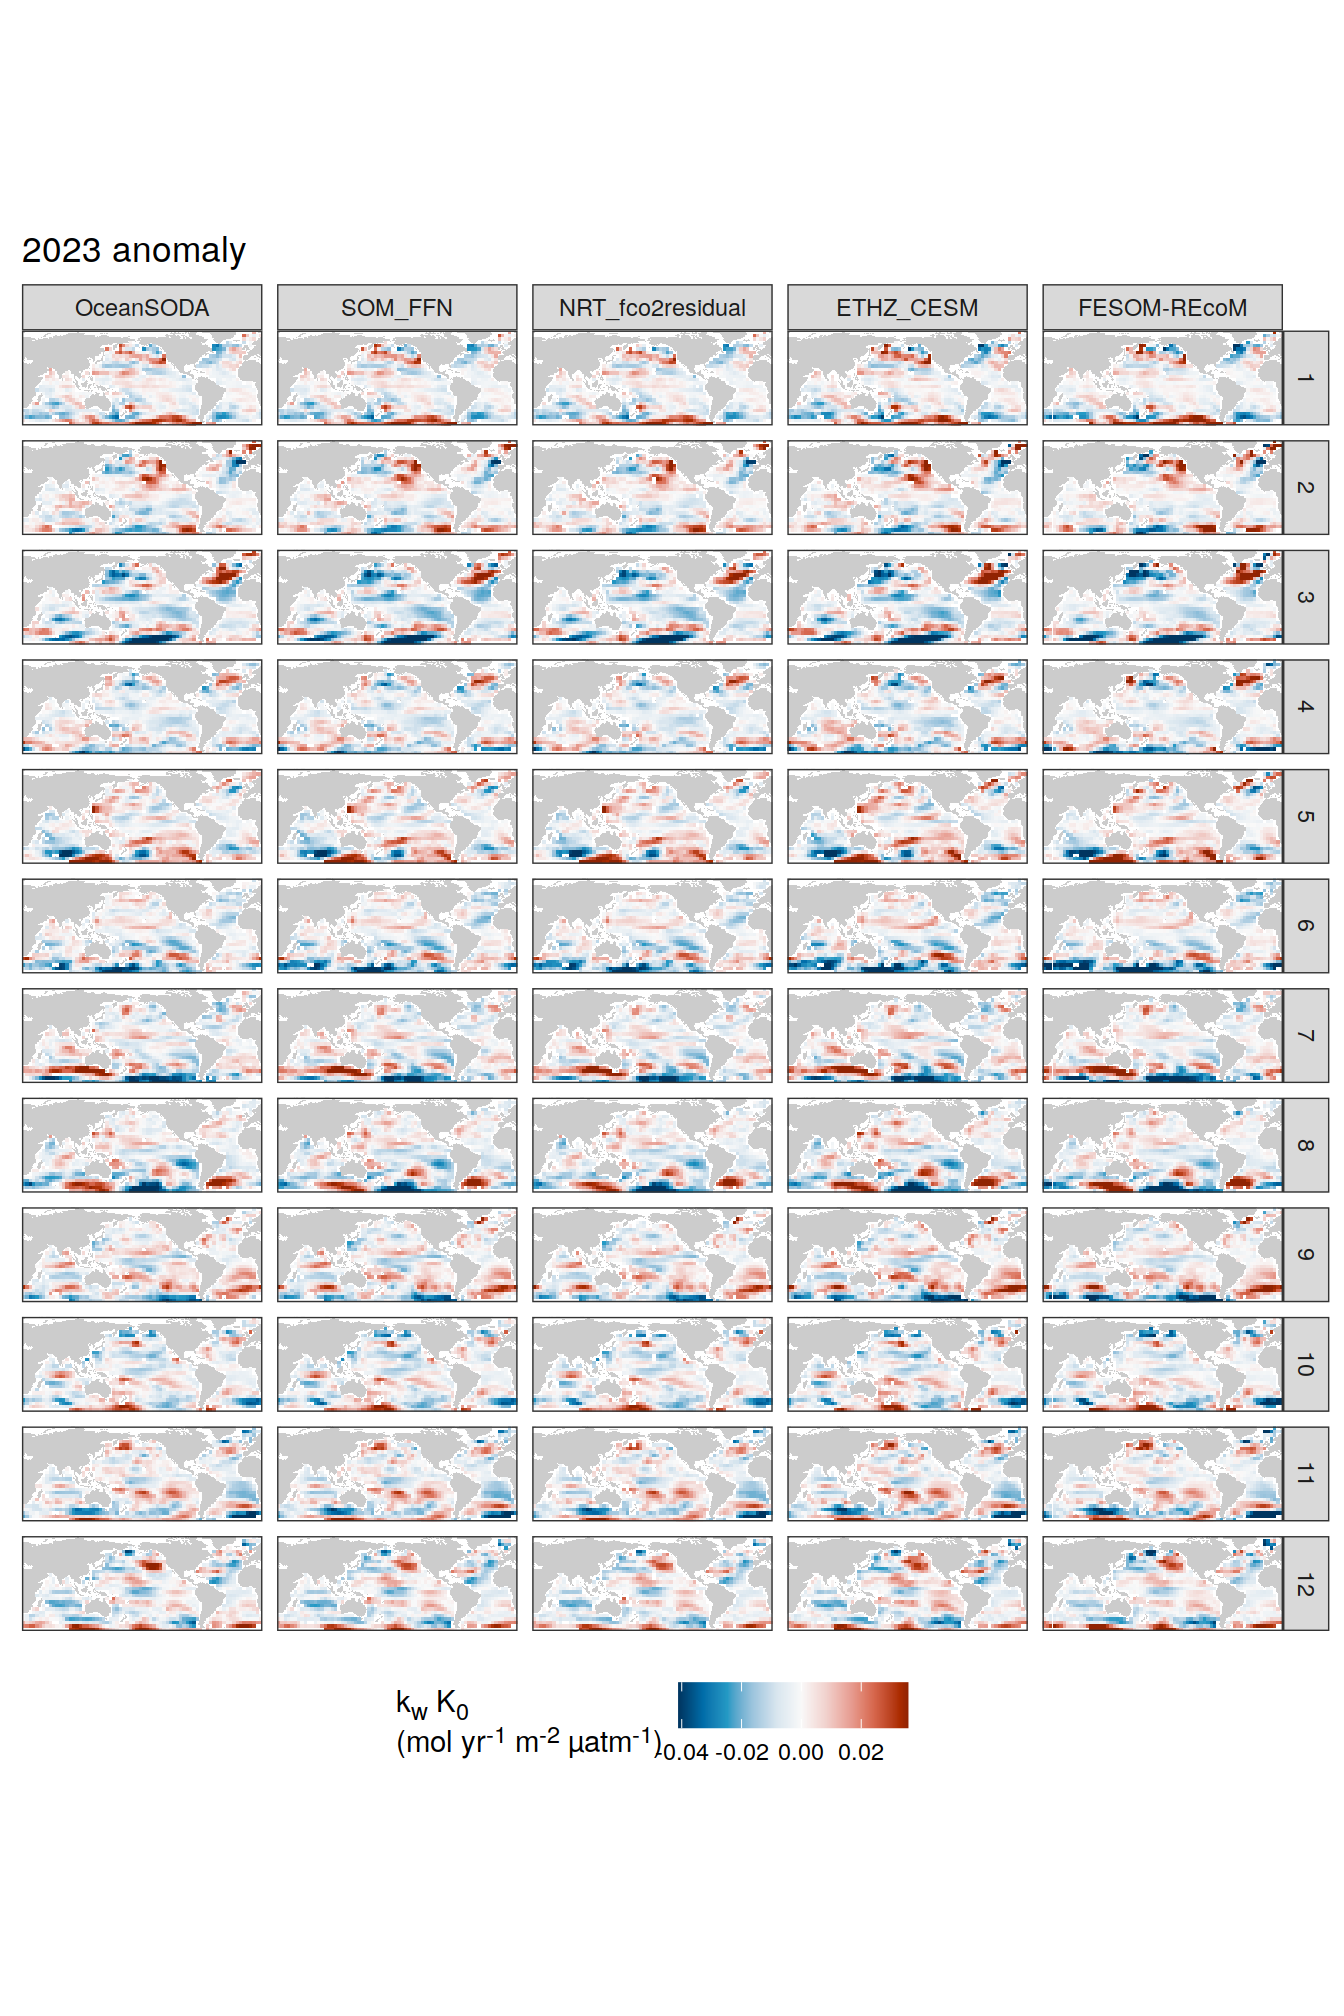 2023 anomaly
OceanSODA SOM_FFN NRT_fco2residual ETHZ_CESM FESOM-REcoM
1
2
3
4
5
6
7
8
9
10
11
12
kw K0
(mol yr-1 m-2 µatm-1)
-0.04 -0.02 0.00 0.02